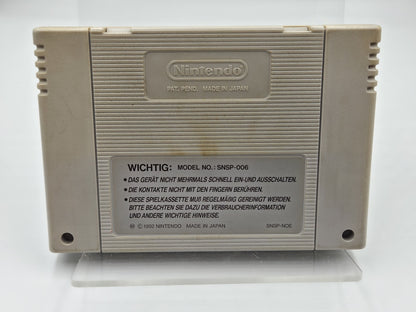 Nintendo
PAT. PEND. MADE IN JAPAN
WICHTIG: MODEL NO.: SNSP-006
• DAS GERÄT NICHT MEHRMALS SCHNELL EIN-UND AUSSCHALTEN.
• DIE KONTAKTE NICHT MIT DEN FINGERN BERÜHREN.
• DIESE SPIELKASSETTE MUß REGELMÄßIG GEREINIGT WERDEN.
BITTE BEACHTEN SIE DAZU DIE VERBRAUCHERINFORMATION
UND ANDERE WICHTIGE HINWEISE.
Ⓜ © 1992 NINTENDO MADE IN JAPAN SNSP-NOE